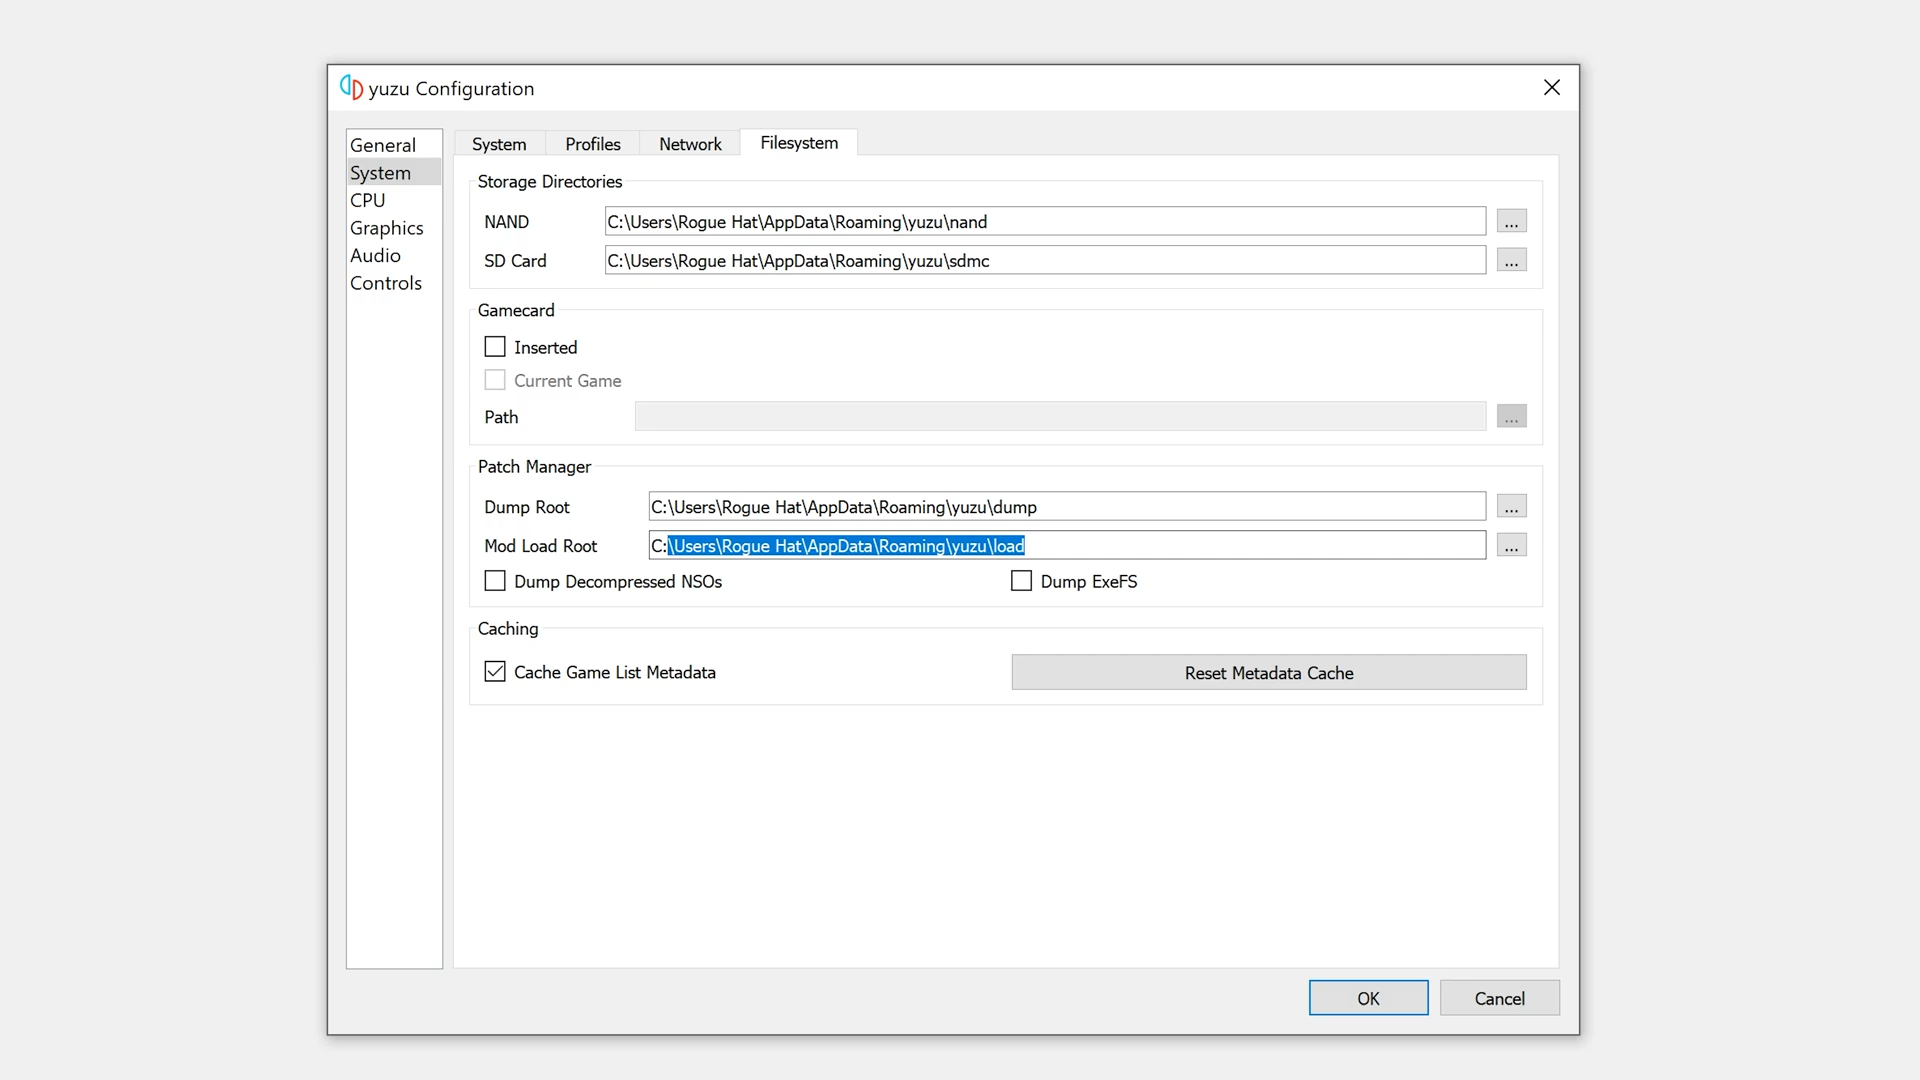 yuzu Configuration
General
System
CPU
Graphics
Audio
Controls
System Profiles Network Filesystem
Storage Directories
NAND C:\Users\Rogue Hat\AppData\Roaming\yuzu\nand ...
SD Card C:\Users\Rogue Hat\AppData\Roaming\yuzu\sdmc ...
Gamecard
Inserted
Current Game
Path ...
Patch Manager
Dump Root C:\Users\Rogue Hat\AppData\Roaming\yuzu\dump ...
Mod Load Root C:\Users\Rogue Hat\AppData\Roaming\yuzu\load ...
Dump Decompressed NSOs Dump ExeFS
Caching
Cache Game List Metadata Reset Metadata Cache
OK Cancel